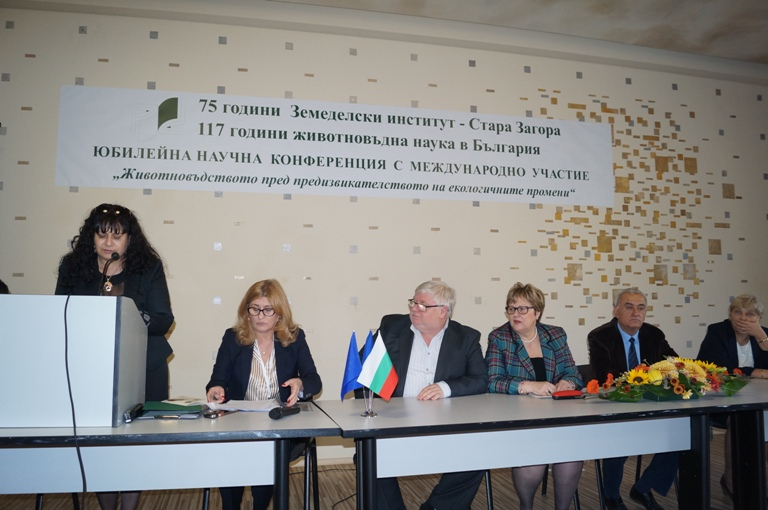 75 години Земеделски институт - Стара Загора
117 години животновъдна наука в България
ЮБИЛЕЙНА НАУЧНА КОНФЕРЕНЦИЯ С МЕЖДУНАРОДНО УЧАСТИЕ
„Животновъдството пред предизвикателството на екологичните промени“